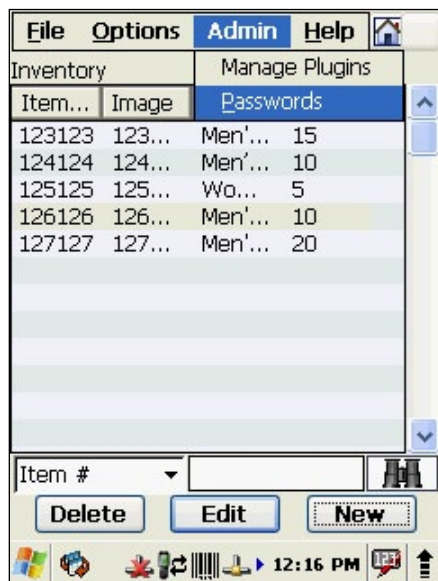 File Options Admin Help
Inventory Manage Plugins
Item... Image Passwords
123123 123... Men'... 15
124124 124... Men'... 10
125125 125... Wo... 5
126126 126... Men'... 10
127127 127... Men'... 20
Item #
Delete Edit New
12:16 PM